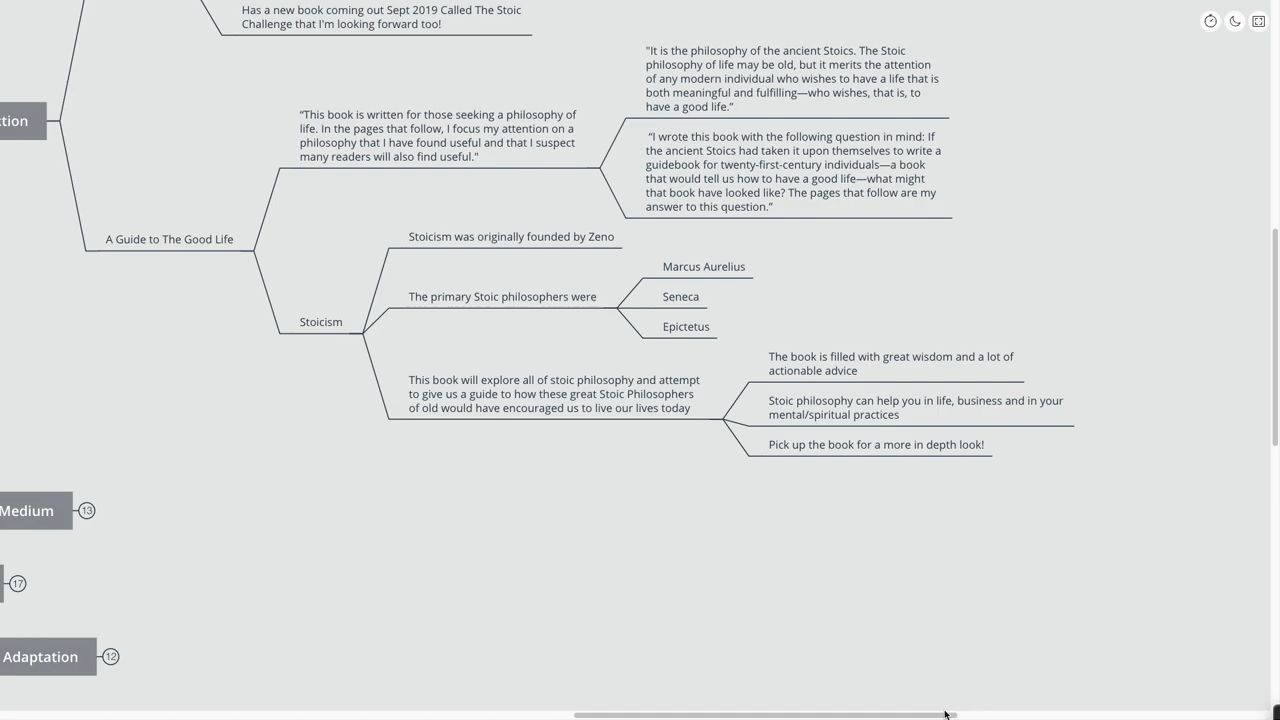 Has a new book coming out Sept 2019 Called The Stoic
Challenge that I'm looking forward too!
"It is the philosophy of the ancient Stoics. The Stoic
philosophy of life may be old, but it merits the attention
of any modern individual who wishes to have a life that is
both meaningful and fulfilling—who wishes, that is, to
have a good life.”
“This book is written for those seeking a philosophy of
life. In the pages that follow, I focus my attention on a
philosophy that I have found useful and that I suspect
many readers will also find useful."
“I wrote this book with the following question in mind: If
the ancient Stoics had taken it upon themselves to write a
guidebook for twenty-first-century individuals—a book
that would tell us how to have a good life—what might
that book have looked like? The pages that follow are my
answer to this question.”
ction
A Guide to The Good Life
Stoicism was originally founded by Zeno
Marcus Aurelius
The primary Stoic philosophers were
Seneca
Epictetus
Stoicism
The book is filled with great wisdom and a lot of
actionable advice
This book will explore all of stoic philosophy and attempt
to give us a guide to how these great Stoic Philosophers
of old would have encouraged us to live our lives today
Stoic philosophy can help you in life, business and in your
mental/spiritual practices
Pick up the book for a more in depth look!
Medium
13
17
Adaptation
12